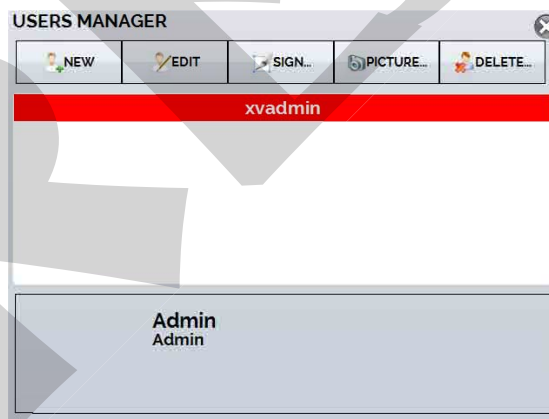 USERS MANAGER
NEW EDIT SIGN... PICTURE... DELETE...
xvadmin
Admin
Admin